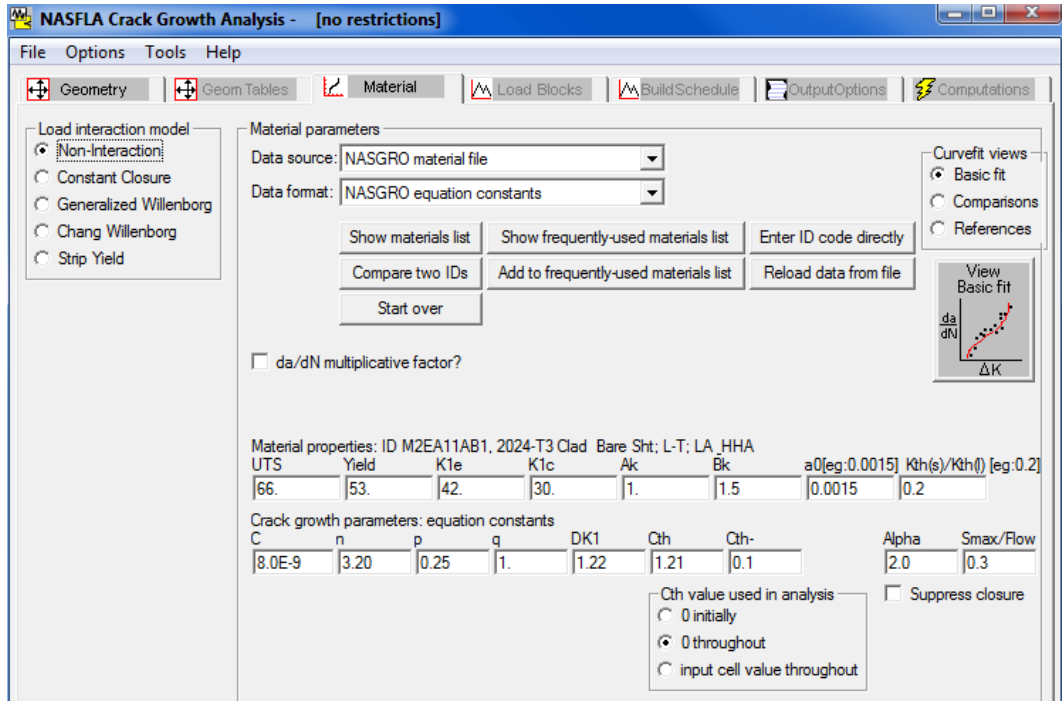 NASFLA Crack Growth Analysis - [no restrictions]
File Options Tools Help
Geometry Geom Tables Material Load Blocks Build Schedule OutputOptions Computations
Load interaction model
Non-Interaction
Constant Closure
Generalized Willenborg
Chang Willenborg
Strip Yield
Material parameters
Data source: NASGRO material file
Data format: NASGRO equation constants
Show materials list Show frequently-used materials list Enter ID code directly
Compare two IDs Add to frequently-used materials list Reload data from file
Start over
Curvefit views
Basic fit
Comparisons
References
View
Basic fit
da
dN
ΔK
da/dN multiplicative factor?
Material properties: ID M2EA11AB1, 2024-T3 Clad Bare Sht; L-T; LA_HHA
UTS Yield K1e K1c Ak Bk a0[eg:0.0015] Kth(s)/Kth(l) [eg:0.2]
66. 53. 42. 30. 1. 1.5 0.0015 0.2
Crack growth parameters: equation constants
C n p q DK1 Cth Cth- Alpha Smax/Flow
8.0E-9 3.20 0.25 1. 1.22 1.21 0.1 2.0 0.3
Cth value used in analysis
0 initially
0 throughout
input cell value throughout
Suppress closure